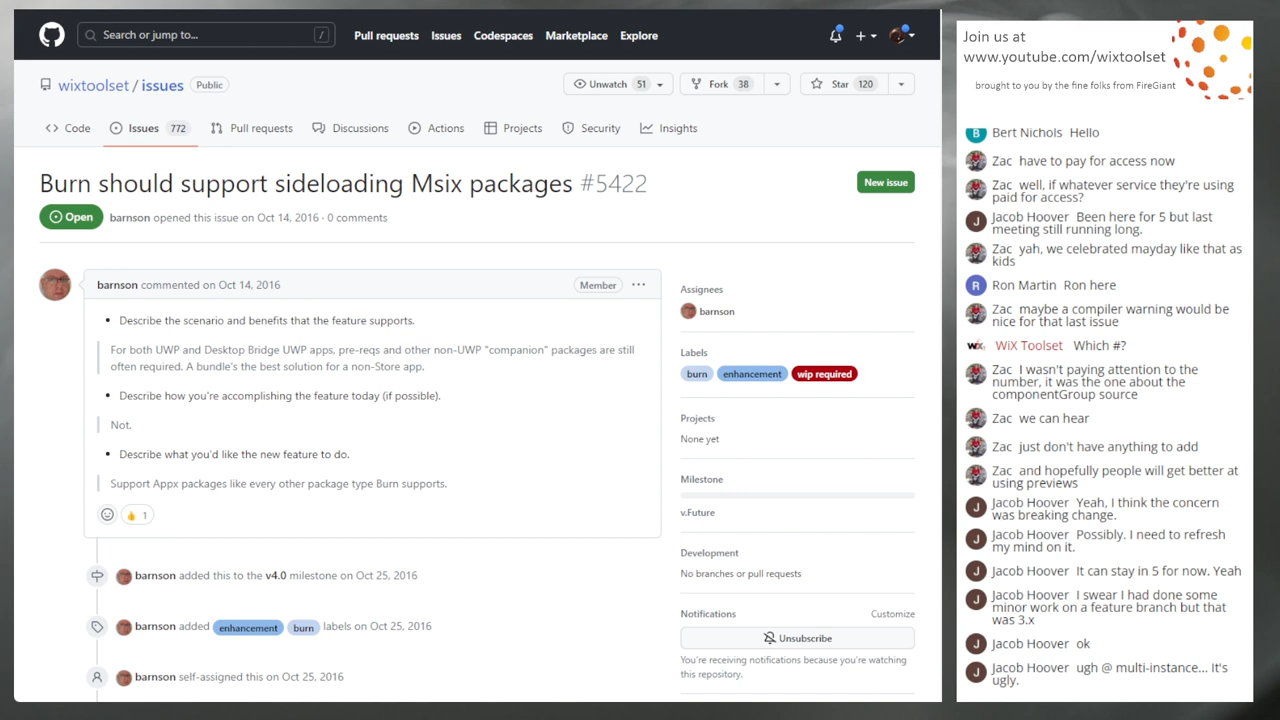 Search or jump to...
/
Pull requests
Issues
Codespaces
Marketplace
Explore
wixtoolset / issues
Public
Unwatch 51
Fork 38
Star 120
Code
Issues 772
Pull requests
Discussions
Actions
Projects
Security
Insights
Burn should support sideloading Msix packages #5422
New issue
Open
barnson opened this issue on Oct 14, 2016 · 0 comments
barnson commented on Oct 14, 2016
Member
• Describe the scenario and benefits that the feature supports.
For both UWP and Desktop Bridge UWP apps, pre-reqs and other non-UWP "companion" packages are still
often required. A bundle's the best solution for a non-Store app.
• Describe how you're accomplishing the feature today (if possible).
Not.
• Describe what you'd like the new feature to do.
Support Appx packages like every other package type Burn supports.
👍 1
barnson added this to the v4.0 milestone on Oct 25, 2016
barnson added enhancement burn labels on Oct 25, 2016
barnson self-assigned this on Oct 25, 2016
Assignees
barnson
Labels
burn enhancement wip required
Projects
None yet
Milestone
v.Future
Development
No branches or pull requests
Notifications
Customize
Unsubscribe
You're receiving notifications because you're watching
this repository.
Join us at
www.youtube.com/wixtoolset
brought to you by the fine folks from FireGiant
B Bert Nichols Hello
Zac have to pay for access now
Zac well, if whatever service they're using
paid for access?
J Jacob Hoover Been here for 5 but last
meeting still running long.
Zac yah, we celebrated mayday like that as
kids
R Ron Martin Ron here
Zac maybe a compiler warning would be
nice for that last issue
WiX WiX Toolset Which #?
Zac I wasn't paying attention to the
number, it was the one about the
componentGroup source
Zac we can hear
Zac just don't have anything to add
Zac and hopefully people will get better at
using previews
J Jacob Hoover Yeah, I think the concern
was breaking change.
J Jacob Hoover Possibly. I need to refresh
my mind on it.
J Jacob Hoover It can stay in 5 for now. Yeah
J Jacob Hoover I swear I had done some
minor work on a feature branch but that
was 3.x
J Jacob Hoover ok
J Jacob Hoover ugh @ multi-instance... It's
ugly.